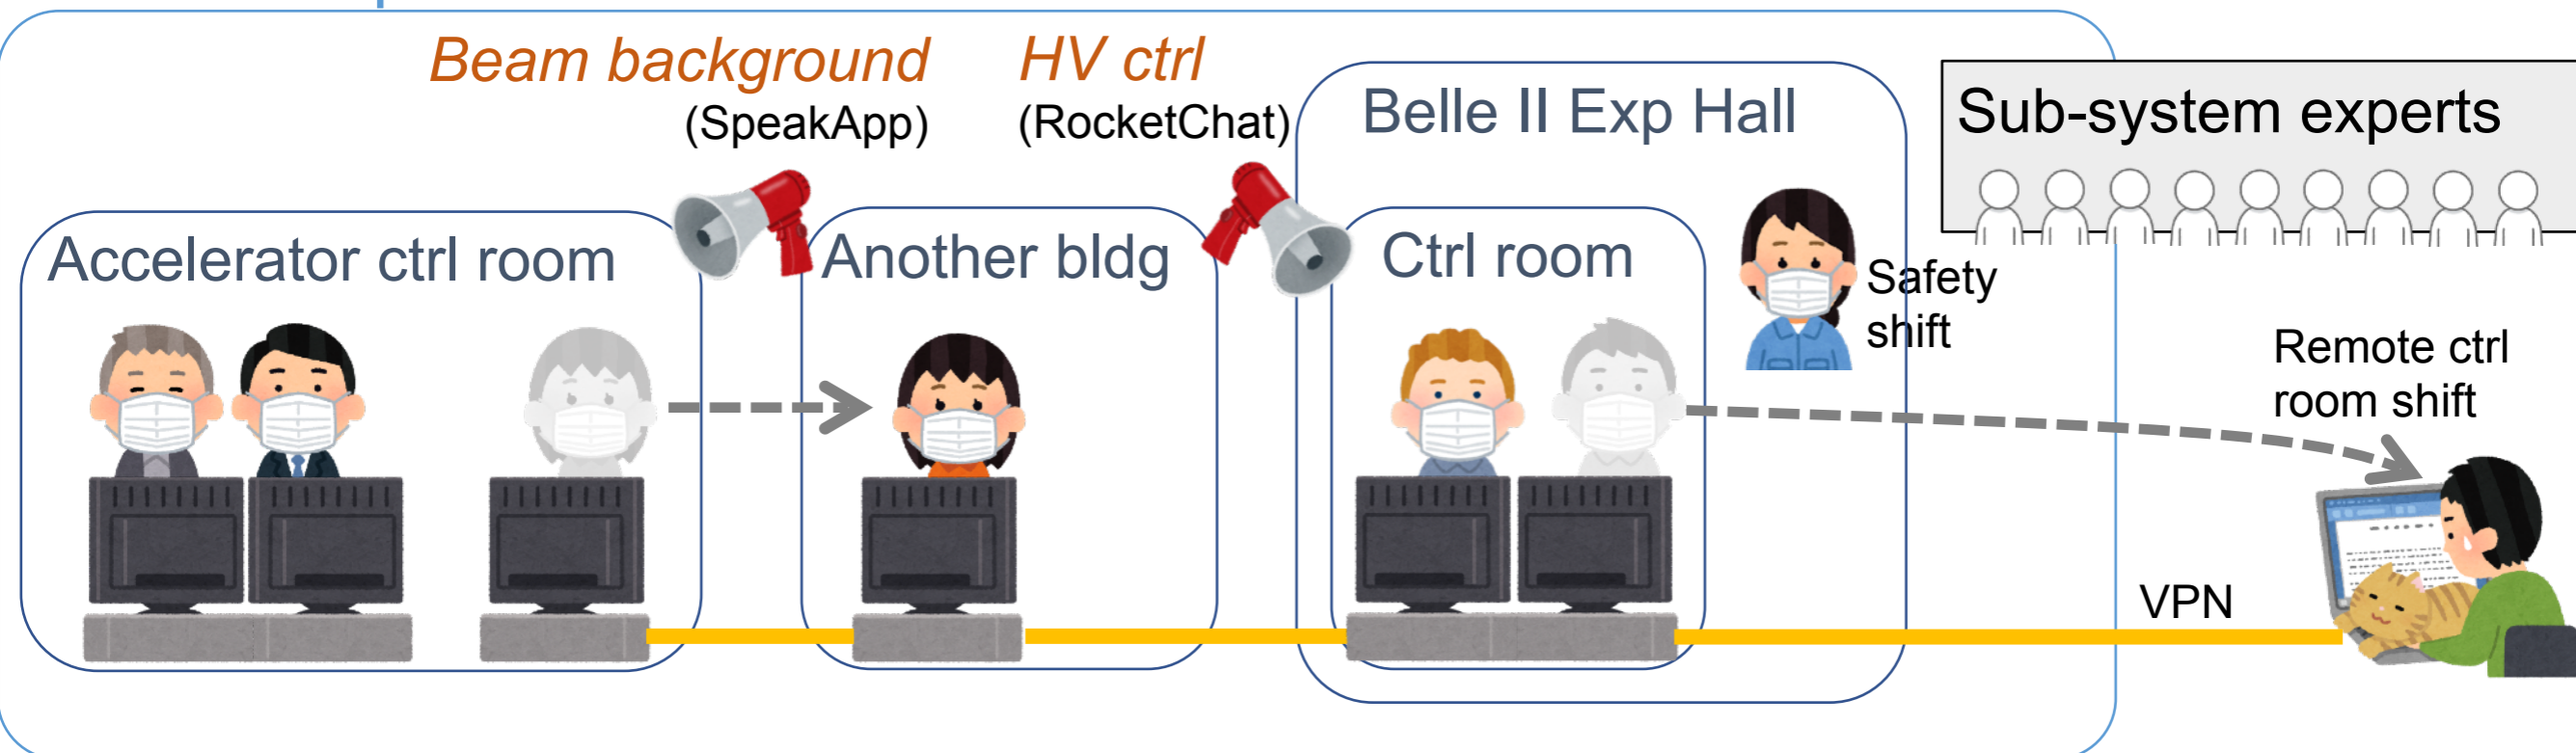 Beam background
(SpeakApp)
HV ctrl
(RocketChat)
Belle II Exp Hall
Sub-system experts
Accelerator ctrl room
Another bldg
Ctrl room
Safety
shift
Remote ctrl
room shift
VPN